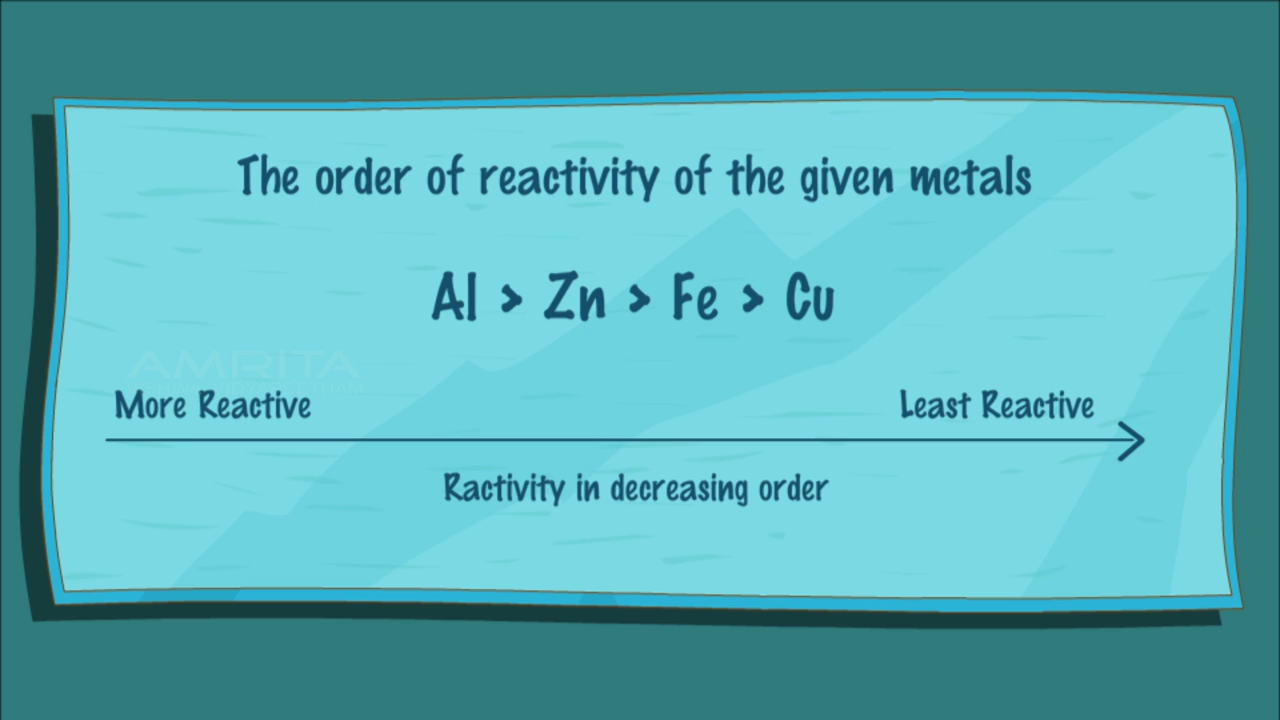 The order of reactivity of the given metals
Al > Zn > Fe > Cu
AMRITA
More Reactive
Least Reactive
Ractivity in decreasing order